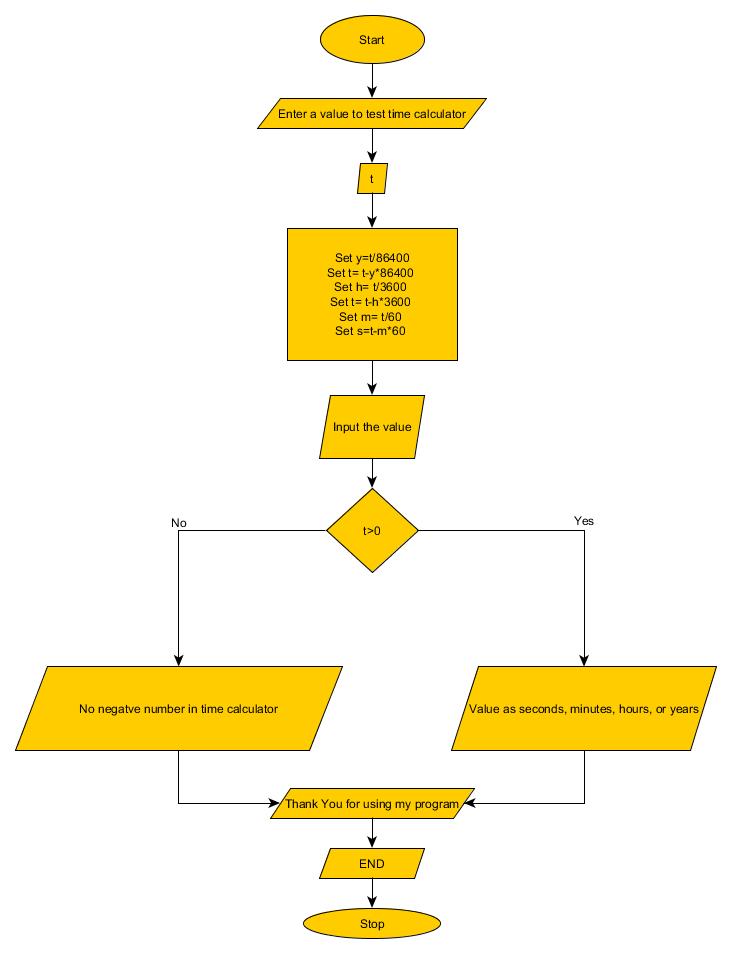 Start
Enter a value to test time calculator
t
Set y=t/86400
Set t= t-y*86400
Set h= t/3600
Set t= t-h*3600
Set m= t/60
Set s=t-m*60
Input the value
t>0
No
Yes
No negatve number in time calculator
Value as seconds, minutes, hours, or years
Thank You for using my program
END
Stop